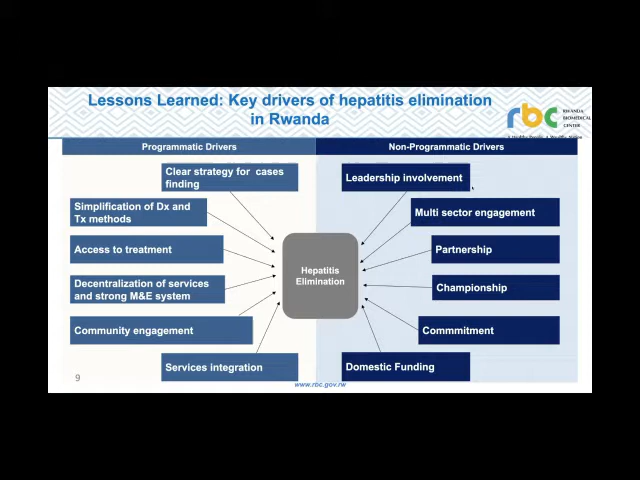 Lessons Learned: Key drivers of hepatitis elimination
in Rwanda
rbc
RWANDA
BIOMEDICAL
CENTER
Programmatic Drivers
Non-Programmatic Drivers
Clear strategy for cases
finding
Simplification of Dx and
Tx methods
Access to treatment
Decentralization of services
and strong M&E system
Community engagement
Services integration
Hepatitis
Elimination
Leadership involvement
Multi sector engagement
Partnership
Championship
Commmitment
Domestic Funding
9
www.rbc.gov.rw